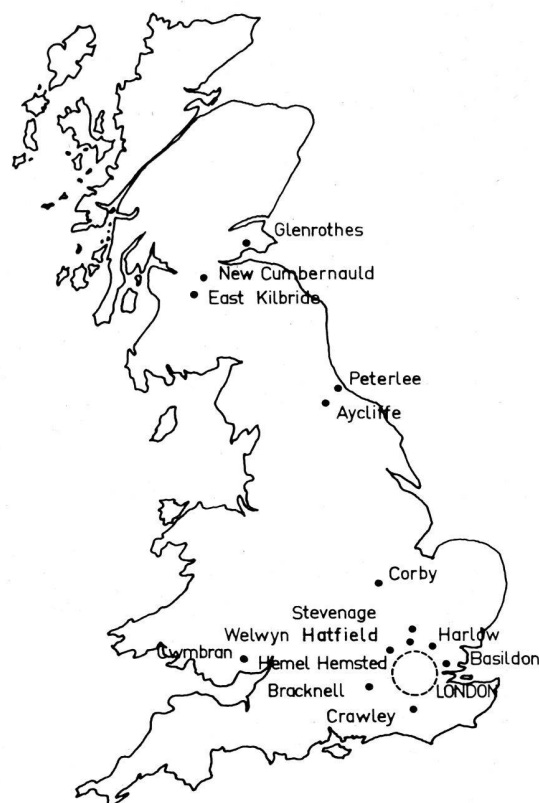 Glenrothes
New Cumbernauld
East Kilbride
Peterlee
Aycliffe
Corby
Stevenage
Welwyn Hatfield
Harlow
Cwmbran
Hemel Hemsted
Basildon
Bracknell
LONDON
Crawley